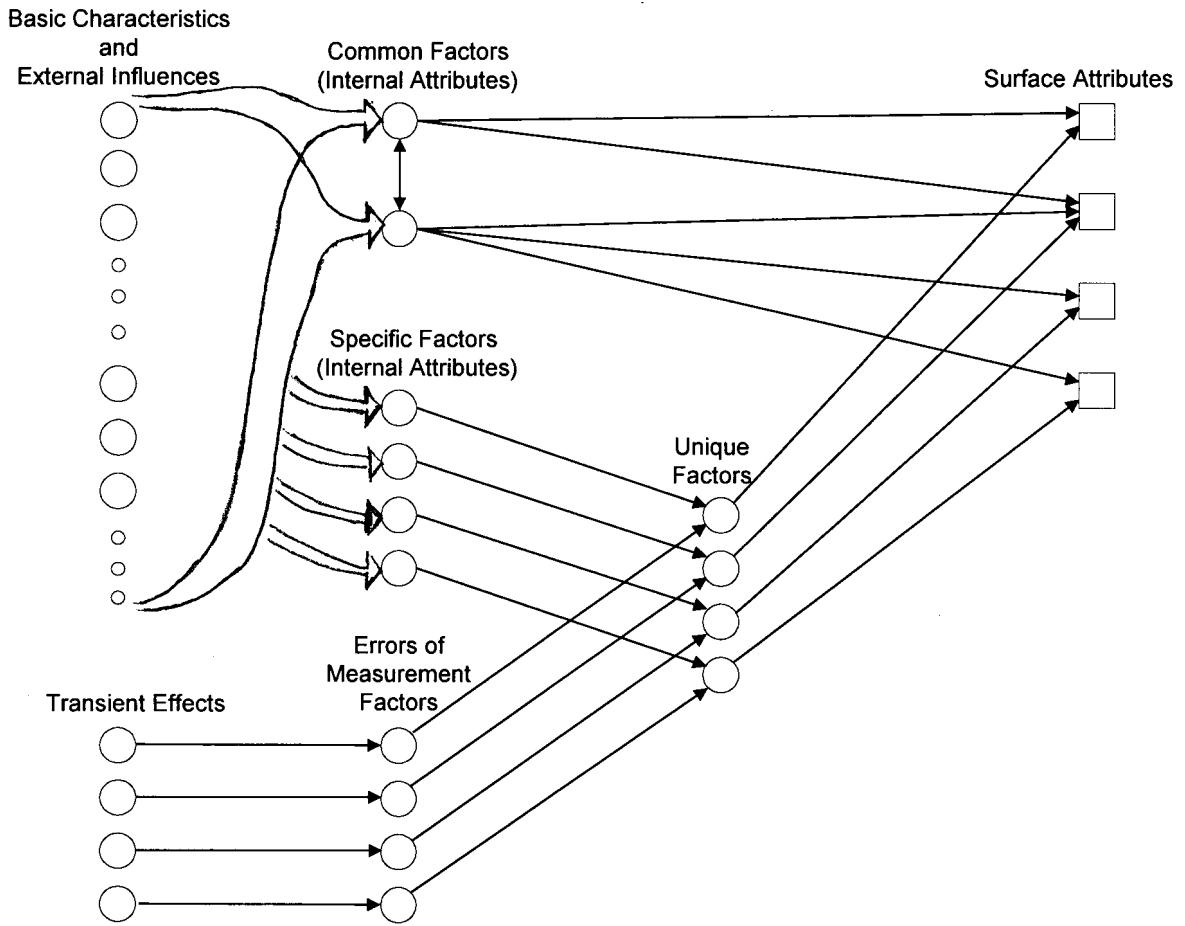 Basic Characteristics
and
External Influences
Common Factors
(Internal Attributes)
Surface Attributes
Specific Factors
(Internal Attributes)
Unique
Factors
Errors of
Measurement
Factors
Transient Effects